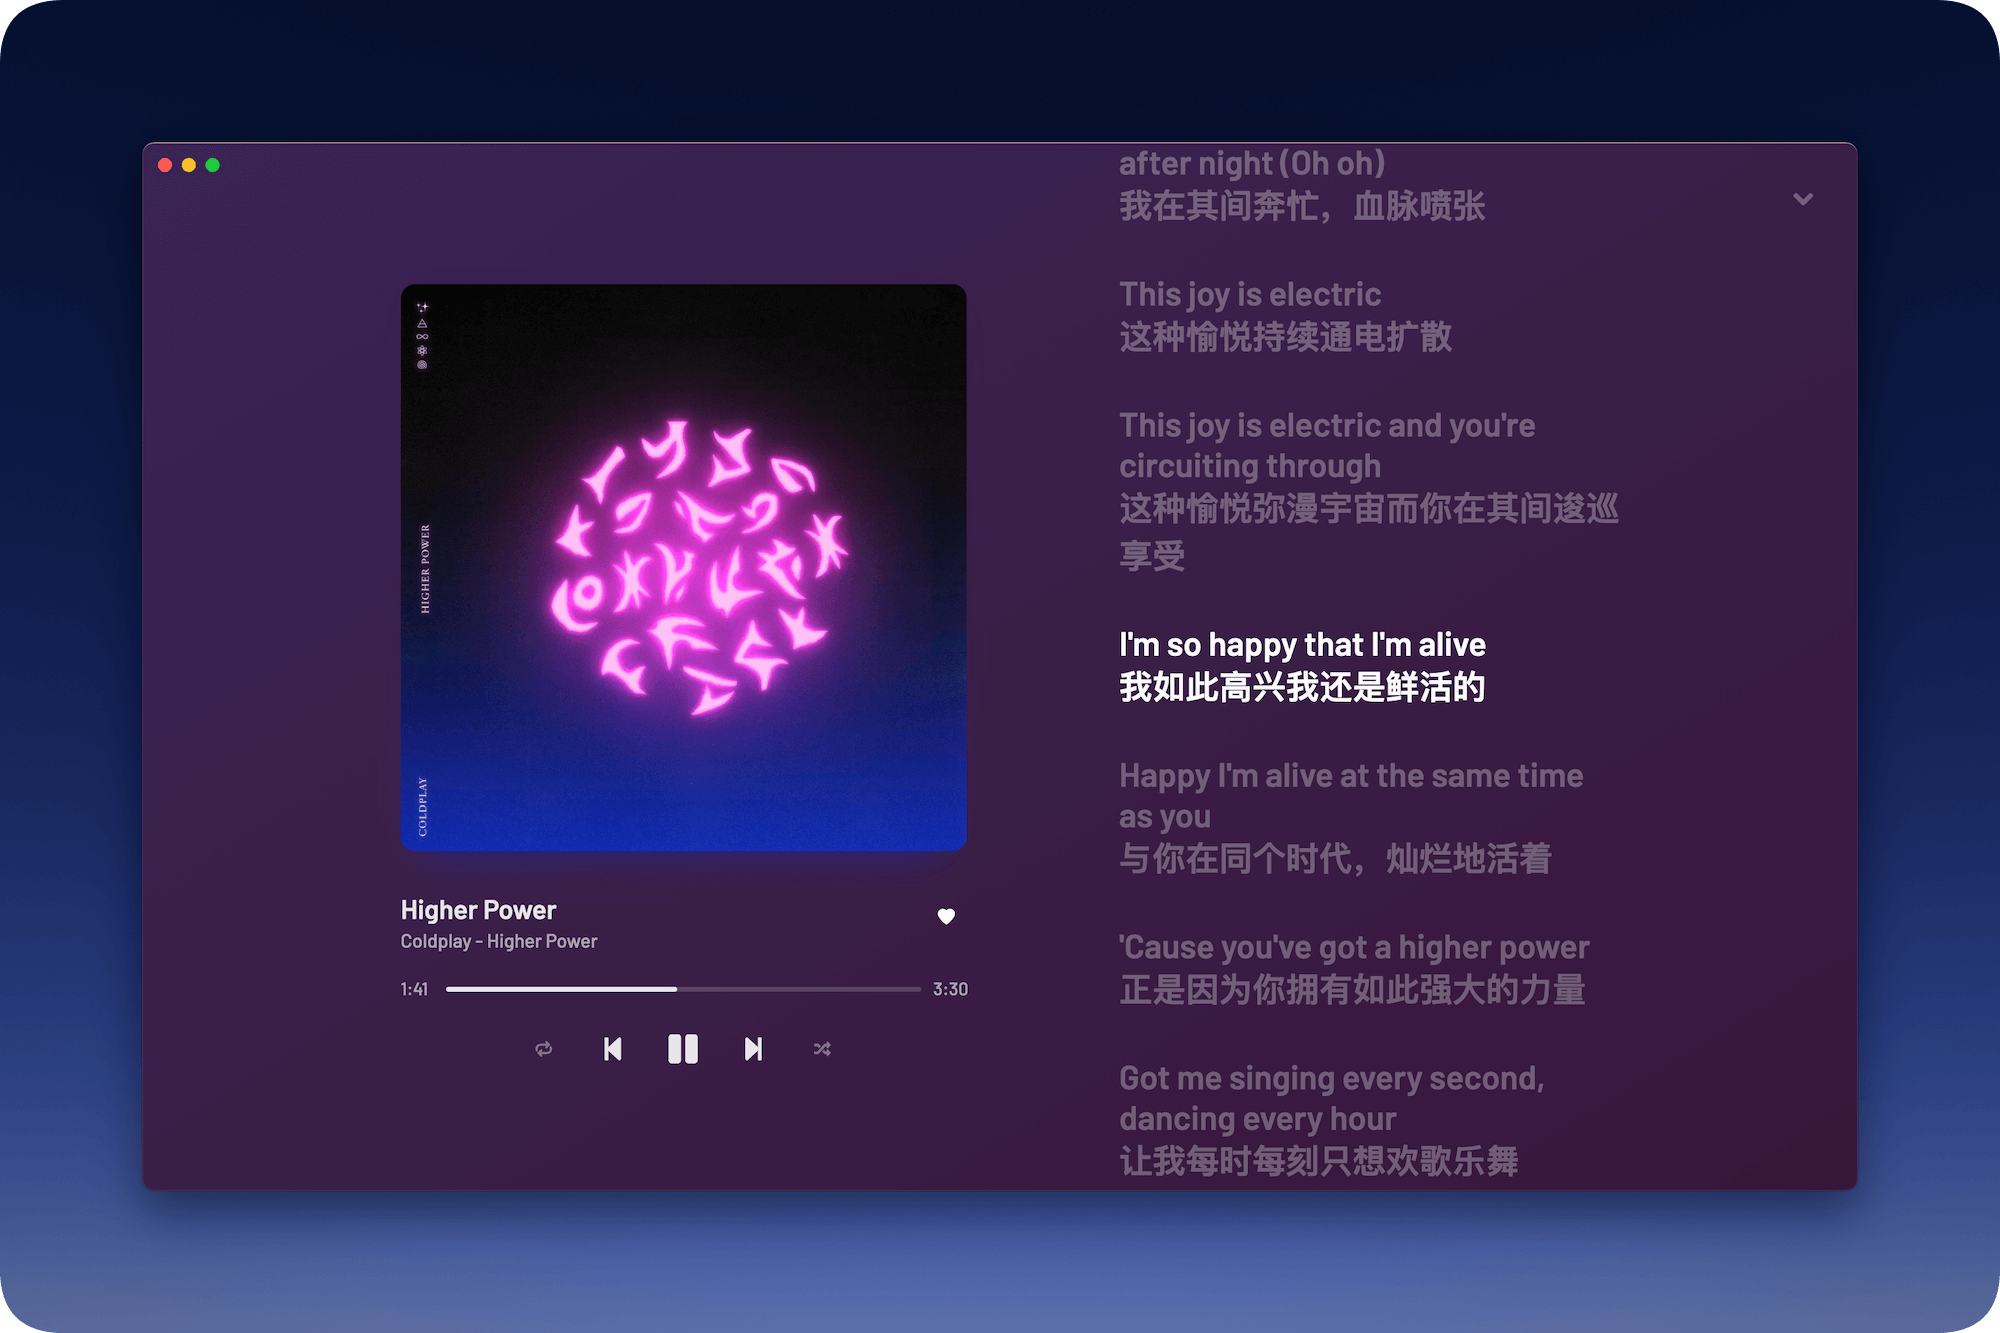 after night (Oh oh)
我在其间奔忙，血脉喷张
This joy is electric
这种愉悦持续通电扩散
This joy is electric and you're
circuiting through
这种愉悦弥漫宇宙而你在其间逡巡
享受
I'm so happy that I'm alive
我如此高兴我还是鲜活的
Happy I'm alive at the same time
as you
与你在同个时代，灿烂地活着
'Cause you've got a higher power
正是因为你拥有如此强大的力量
Got me singing every second,
dancing every hour
让我每时每刻只想欢歌乐舞
HIGHER POWER
COLDPLAY
Higher Power
Coldplay - Higher Power
1:41
3:30